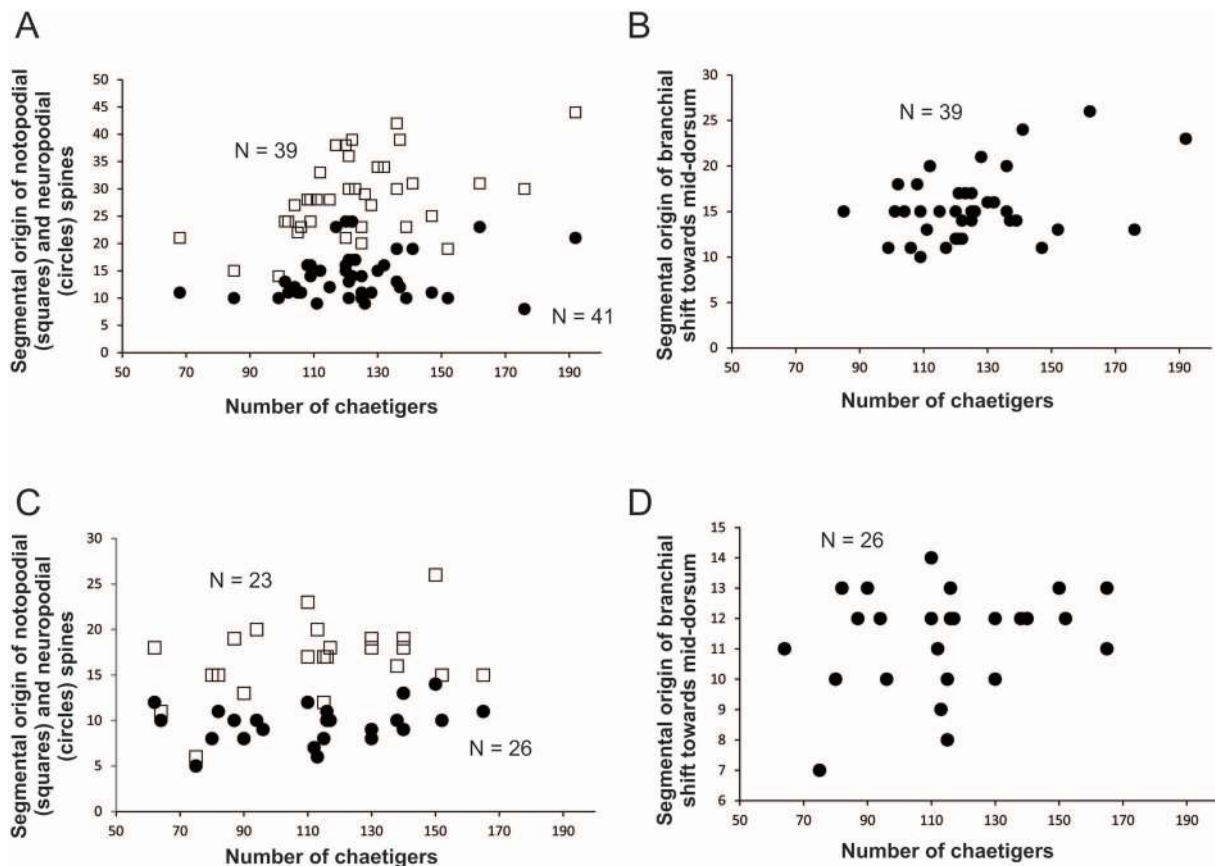 A
Segmental origin of notopodial
(squares) and neuropodial
(circles) spines
50
45
40
35
30
25
20
15
10
5
0
N = 39
N = 41
50 70 90 110 130 150 170 190
Number of chaetigers
B
Segmental origin of branchial
shift towards mid-dorsum
30
25
20
15
10
5
0
N = 39
50 70 90 110 130 150 170 190
Number of chaetigers
C
Segmental origin of notopodial
(squares) and neuropodial
(circles) spines
30
25
20
15
10
5
0
N = 23
N = 26
50 70 90 110 130 150 170 190
Number of chaetigers
D
Segmental origin of branchial
shift towards mid-dorsum
15
14
13
12
11
10
9
8
7
6
N = 26
50 70 90 110 130 150 170 190
Number of chaetigers